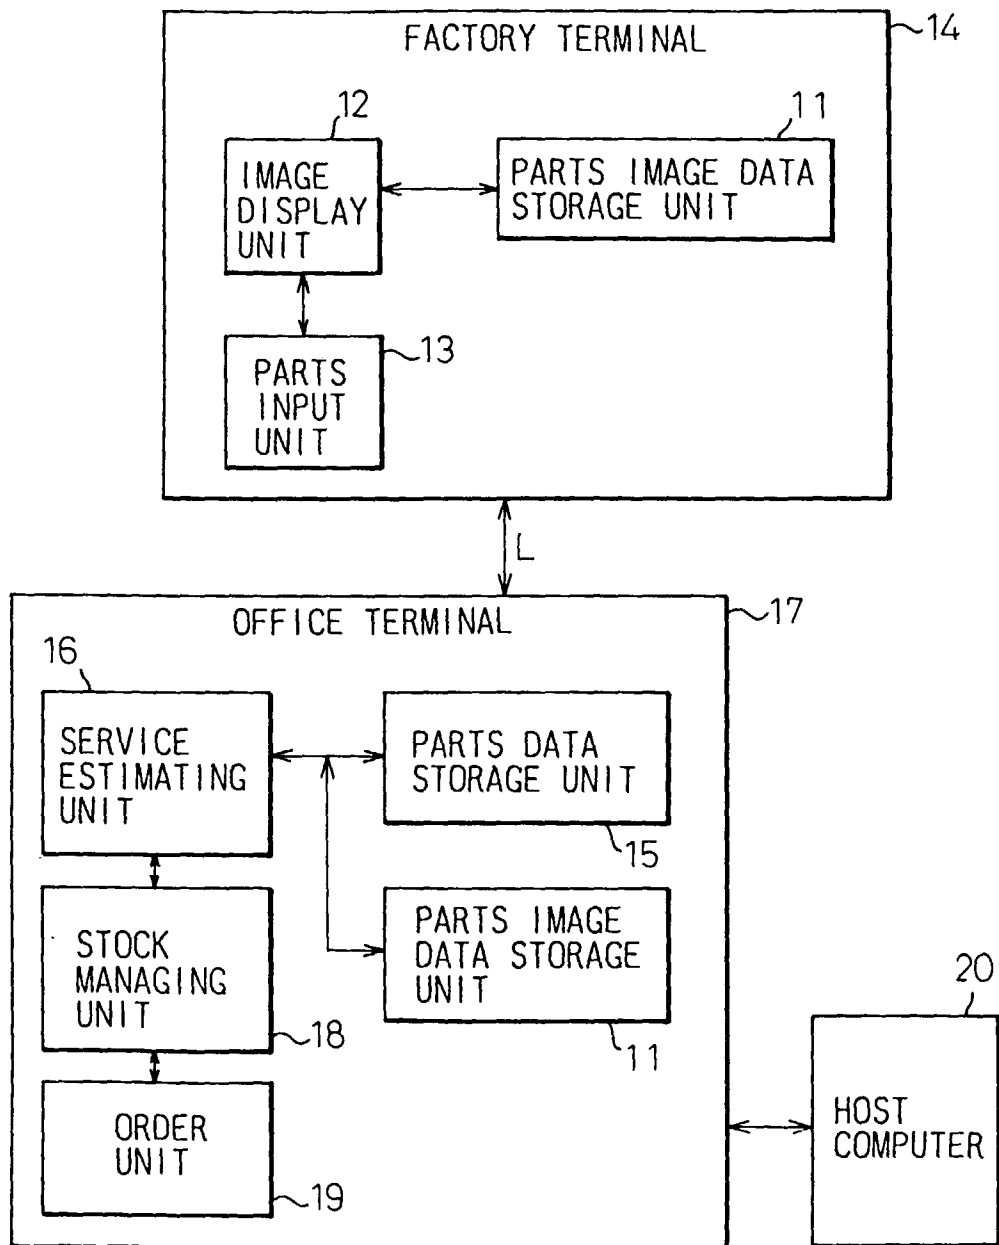 FACTORY TERMINAL
14
12
11
IMAGE
DISPLAY
UNIT
PARTS IMAGE DATA
STORAGE UNIT
13
PARTS
INPUT
UNIT
L
OFFICE TERMINAL
17
16
SERVICE
ESTIMATING
UNIT
PARTS DATA
STORAGE UNIT
15
STOCK
MANAGING
UNIT
18
PARTS IMAGE
DATA STORAGE
UNIT
11
ORDER
UNIT
19
20
HOST
COMPUTER